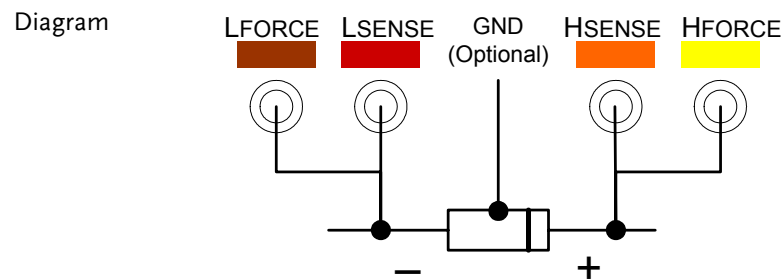 Diagram
LFORCE LSENSE GND (Optional) HSENSE HFORCE
− +